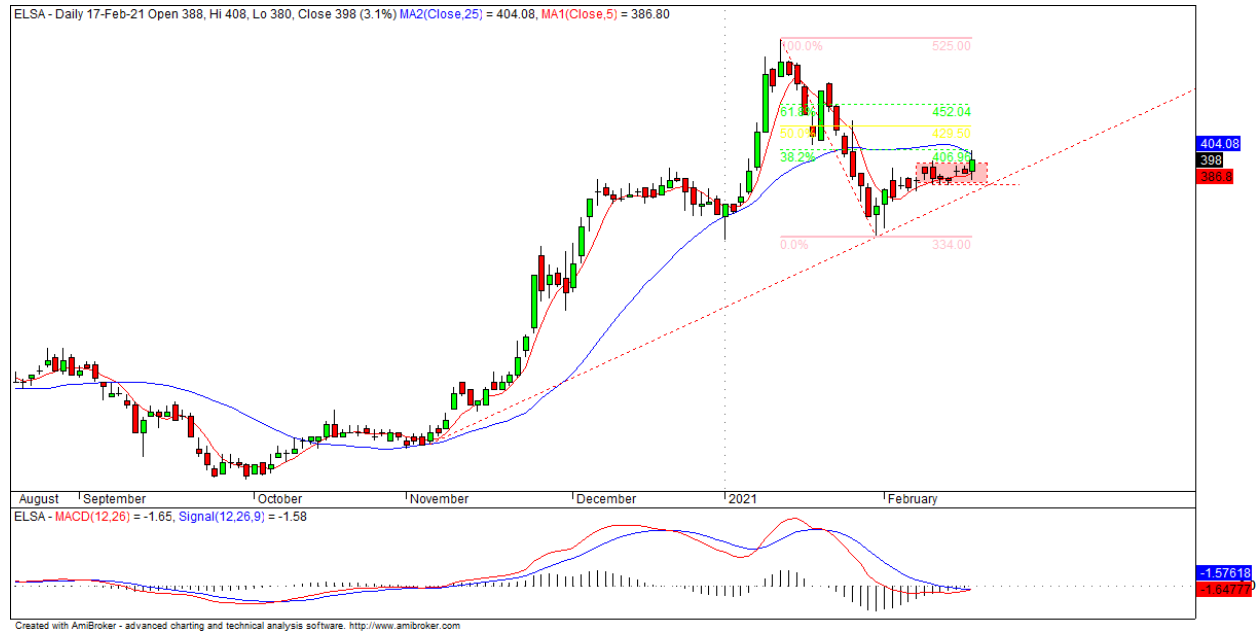 ELSA - Daily 17-Feb-21 Open 388, Hi 408, Lo 380, Close 398 (3.1%) MA2(Close,25) = 404.08, MA1(Close,5) = 386.80
100.0% 525.00
61.8% 452.04
50.0% 429.50
38.2% 406.96
0.0% 334.00
404.08
398
386.8
August September October November December 2021 February
ELSA - MACD(12,26) = -1.65, Signal(12,26,9) = -1.58
-1.57618
-1.64777
Created with AmiBroker - advanced charting and technical analysis software. http://www.amibroker.com